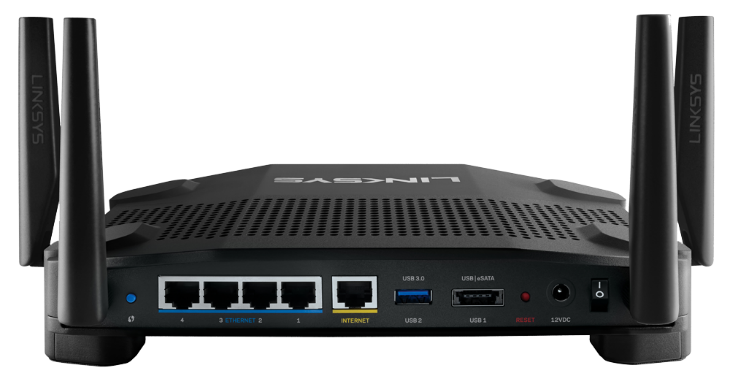 LINKSYS
LINKSYS
LINKSYS
USB 3.0
USB|eSATA
4
3 ETHERNET 2
1
INTERNET
USB 2
USB 1
RESET
12VDC
I
O